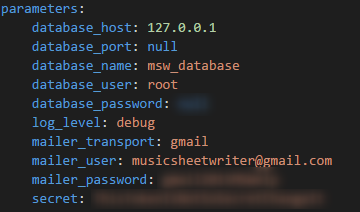 parameters:
database_host: 127.0.0.1
database_port: null
database_name: msw_database
database_user: root
database_password:
log_level: debug
mailer_transport: gmail
mailer_user: musicsheetwriter@gmail.com
mailer_password:
secret: